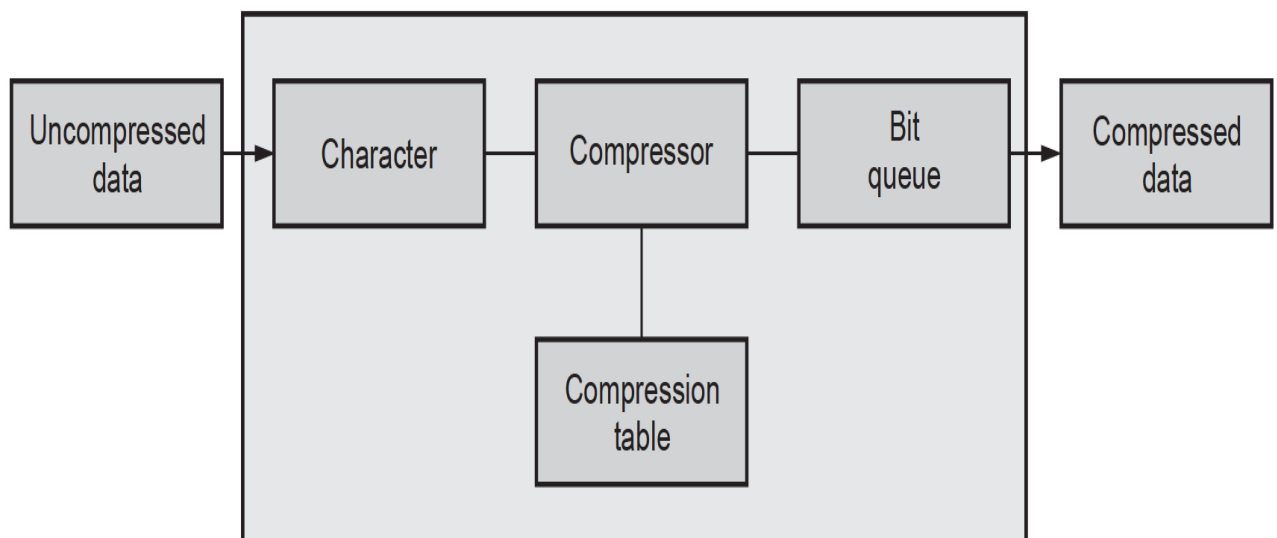 Uncompressed
data
Character
Compressor
Bit
queue
Compressed
data
Compression
table